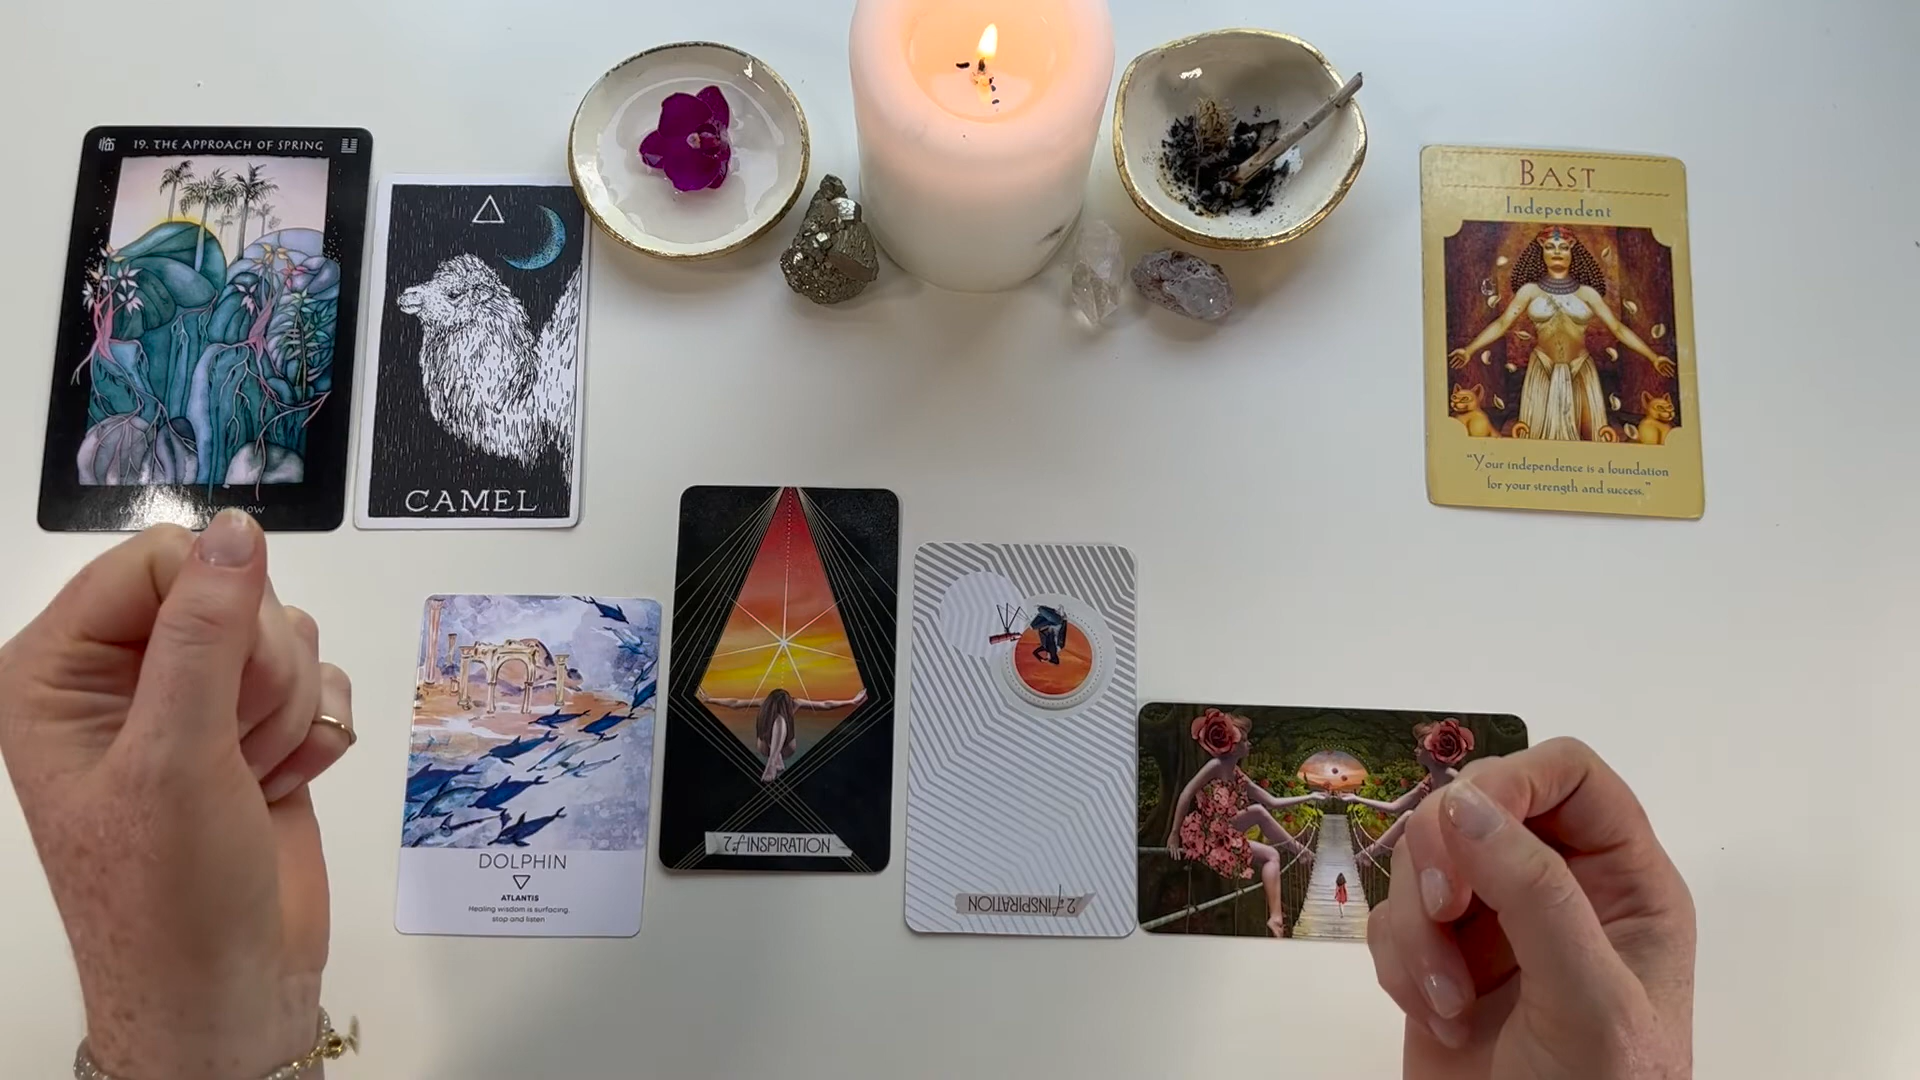 臨 19. THE APPROACH OF SPRING
CAMEL
BAST
Independent
"Your independence is a foundation
for your strength and success."
DOLPHIN
ATLANTIS
Healing wisdom is surfacing.
stop and listen
7 of INSPIRATION
2 of INSPIRATION